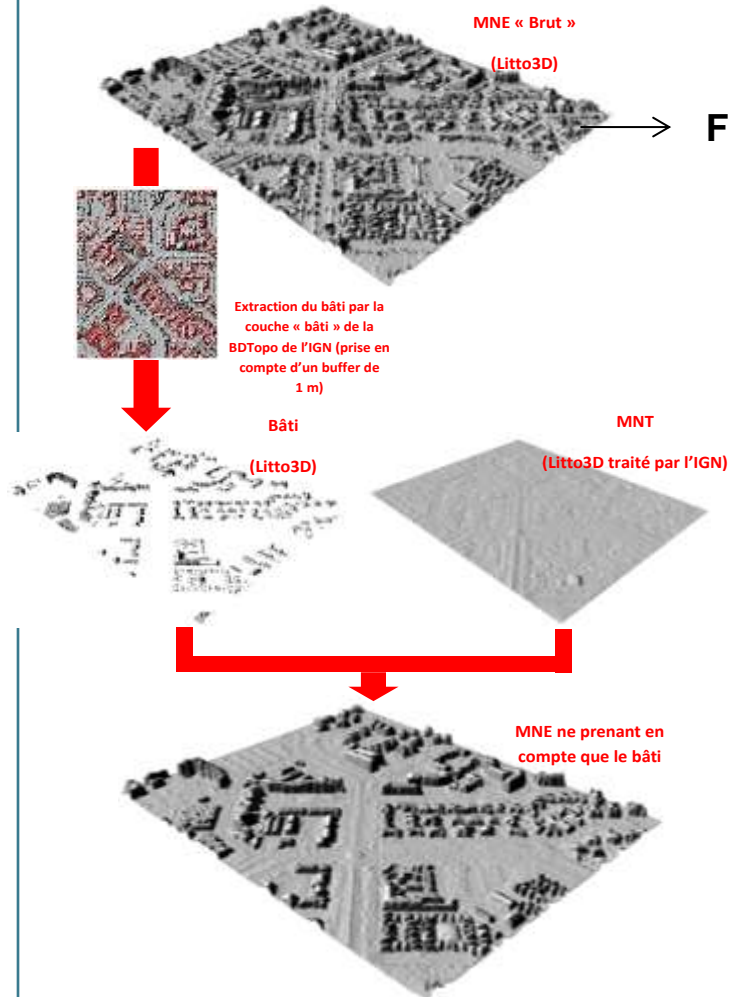 MNE « Brut »
(Litto3D)
F
Extraction du bâti par la
couche « bâti » de la
BDTopo de l'IGN (prise en
compte d'un buffer de
1 m)
Bâti
(Litto3D)
MNT
(Litto3D traité par l'IGN)
MNE ne prenant en
compte que le bâti